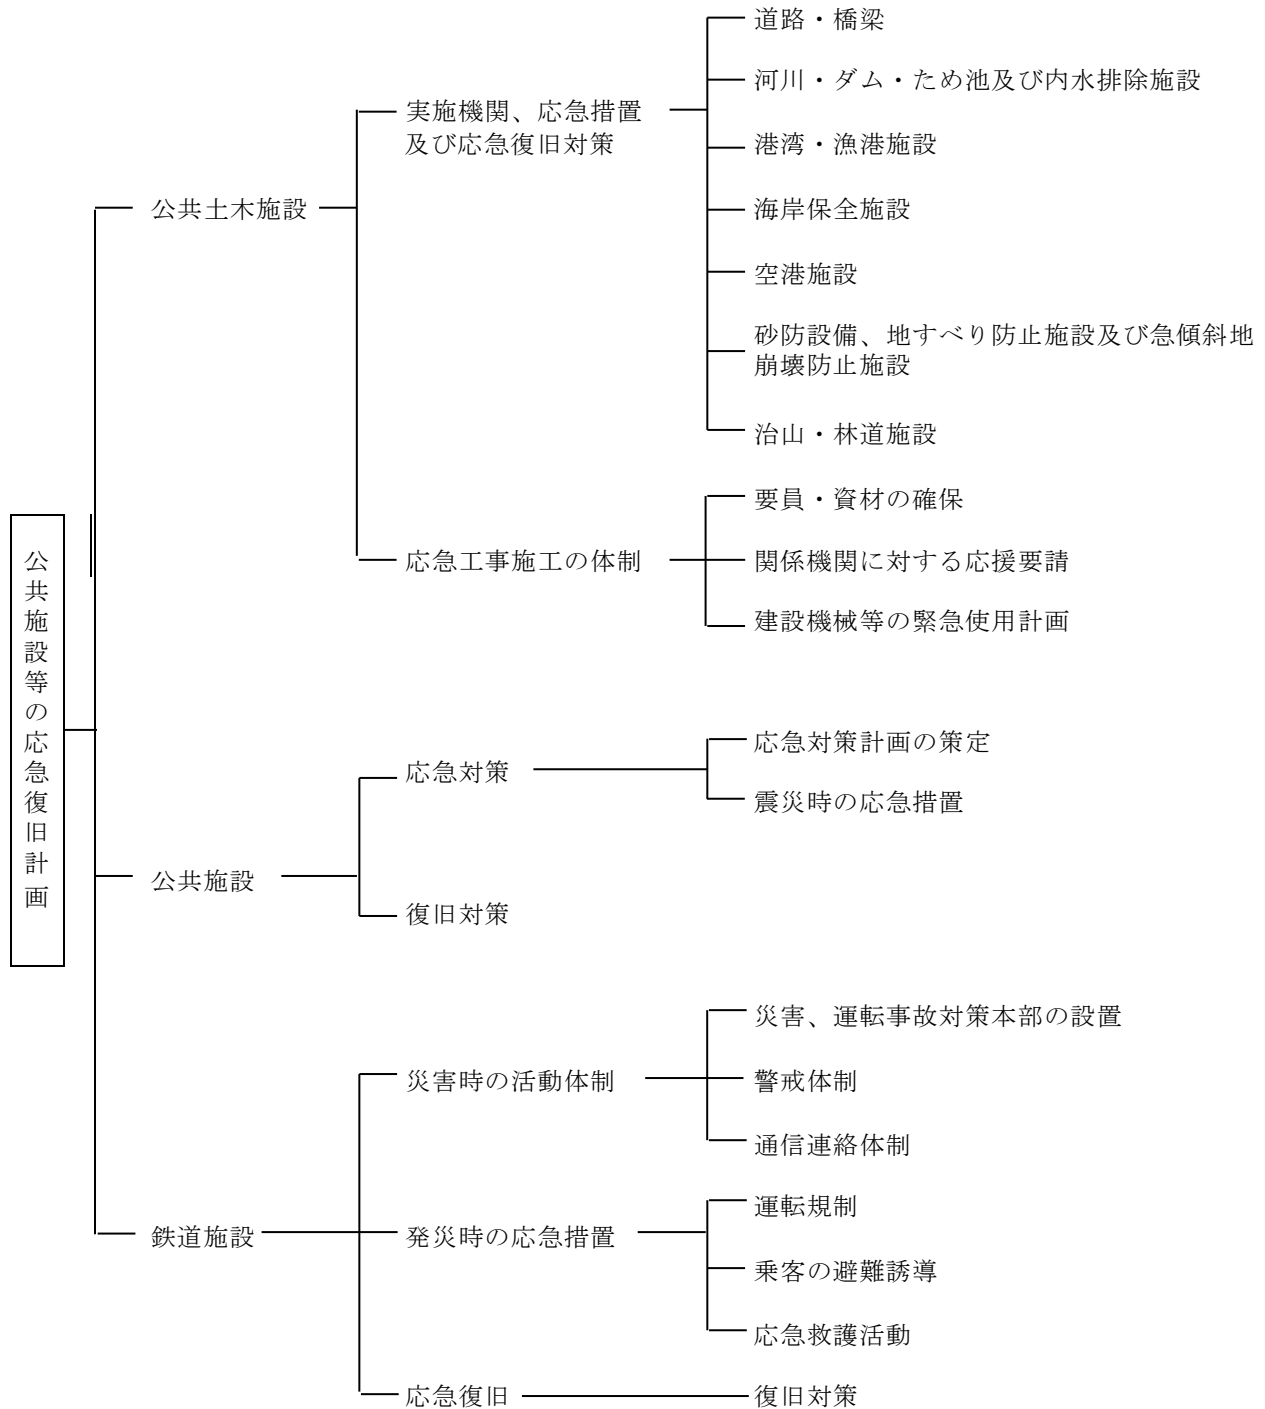 公共施設等の応急復旧計画
公共土木施設
実施機関、応急措置
及び応急復旧対策
道路・橋梁
河川・ダム・ため池及び内水排除施設
港湾・漁港施設
海岸保全施設
空港施設
砂防設備、地すべり防止施設及び急傾斜地
崩壊防止施設
治山・林道施設
応急工事施工の体制
要員・資材の確保
関係機関に対する応援要請
建設機械等の緊急使用計画
公共施設
応急対策
応急対策計画の策定
震災時の応急措置
復旧対策
鉄道施設
災害時の活動体制
災害、運転事故対策本部の設置
警戒体制
通信連絡体制
発災時の応急措置
運転規制
乗客の避難誘導
応急救護活動
応急復旧
復旧対策